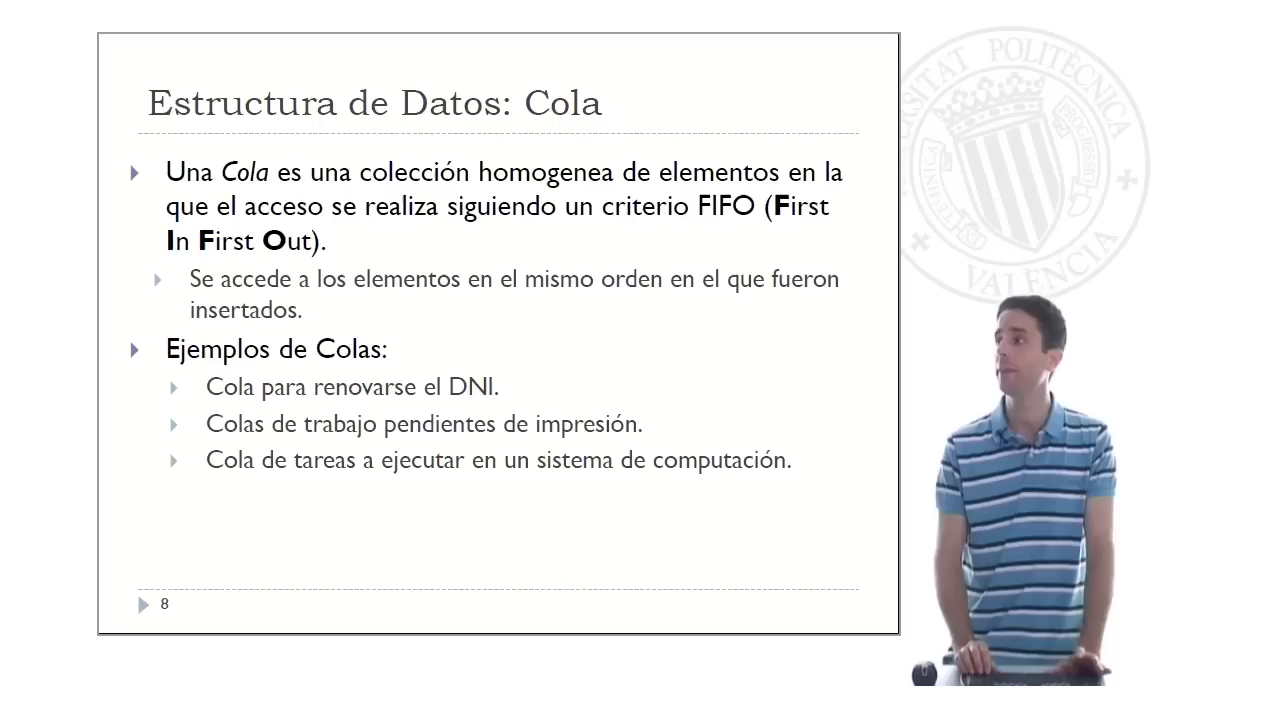 Estructura de Datos: Cola
Una Cola es una colección homogenea de elementos en la
que el acceso se realiza siguiendo un criterio FIFO (First
In First Out).
Se accede a los elementos en el mismo orden en el que fueron
insertados.
Ejemplos de Colas:
Cola para renovarse el DNI.
Colas de trabajo pendientes de impresión.
Cola de tareas a ejecutar en un sistema de computación.
8
POLITÈCNICA
VALÈNCIA